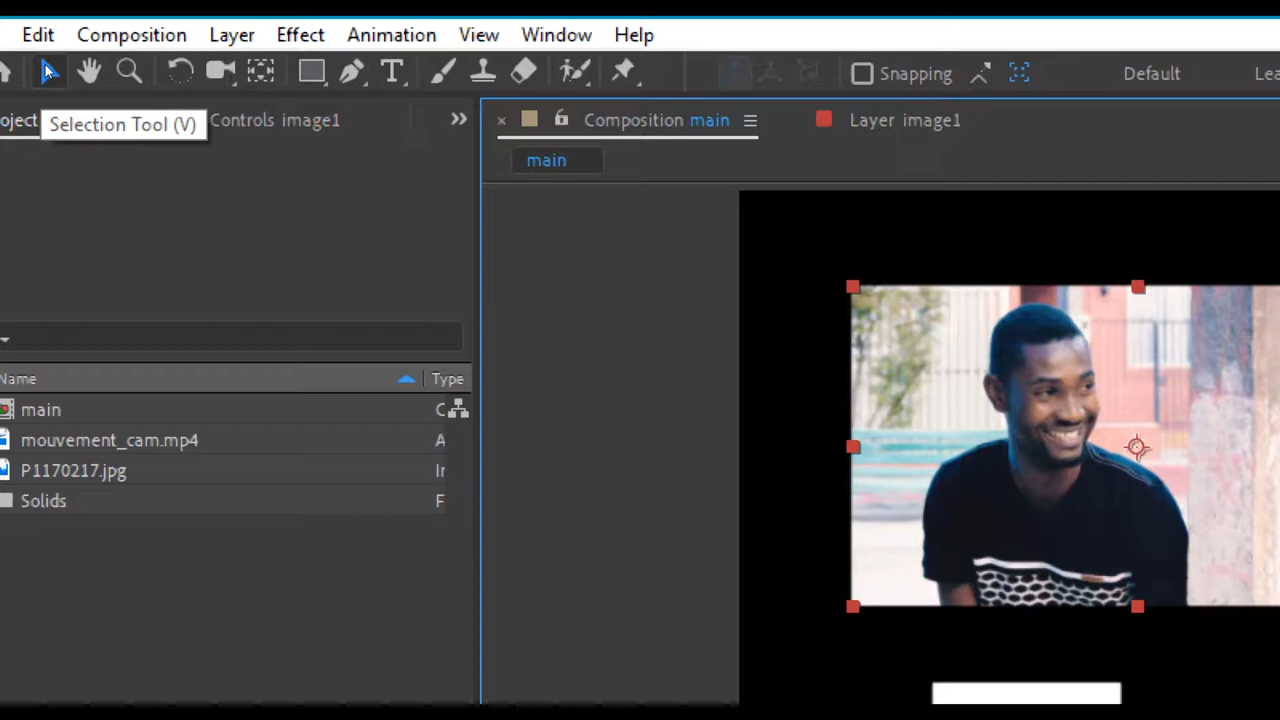 Edit Composition Layer Effect Animation View Window Help
Snapping Default
oject Selection Tool (V) Controls image1 Composition main Layer image1
main
Name Type
main C
mouvement_cam.mp4 A
P1170217.jpg
Solids F